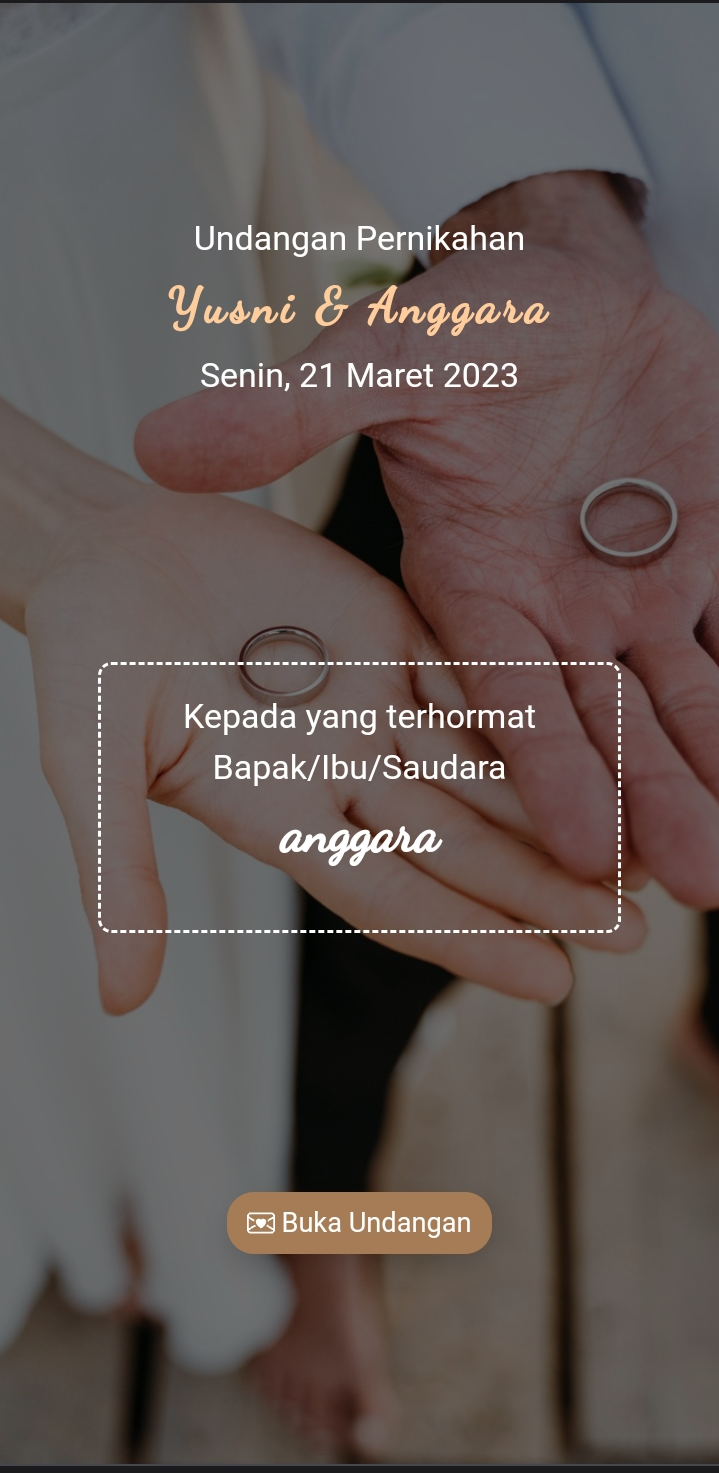 Undangan Pernikahan
Yusni & Anggara
Senin, 21 Maret 2023
Kepada yang terhormat
Bapak/Ibu/Saudara
anggara
Buka Undangan